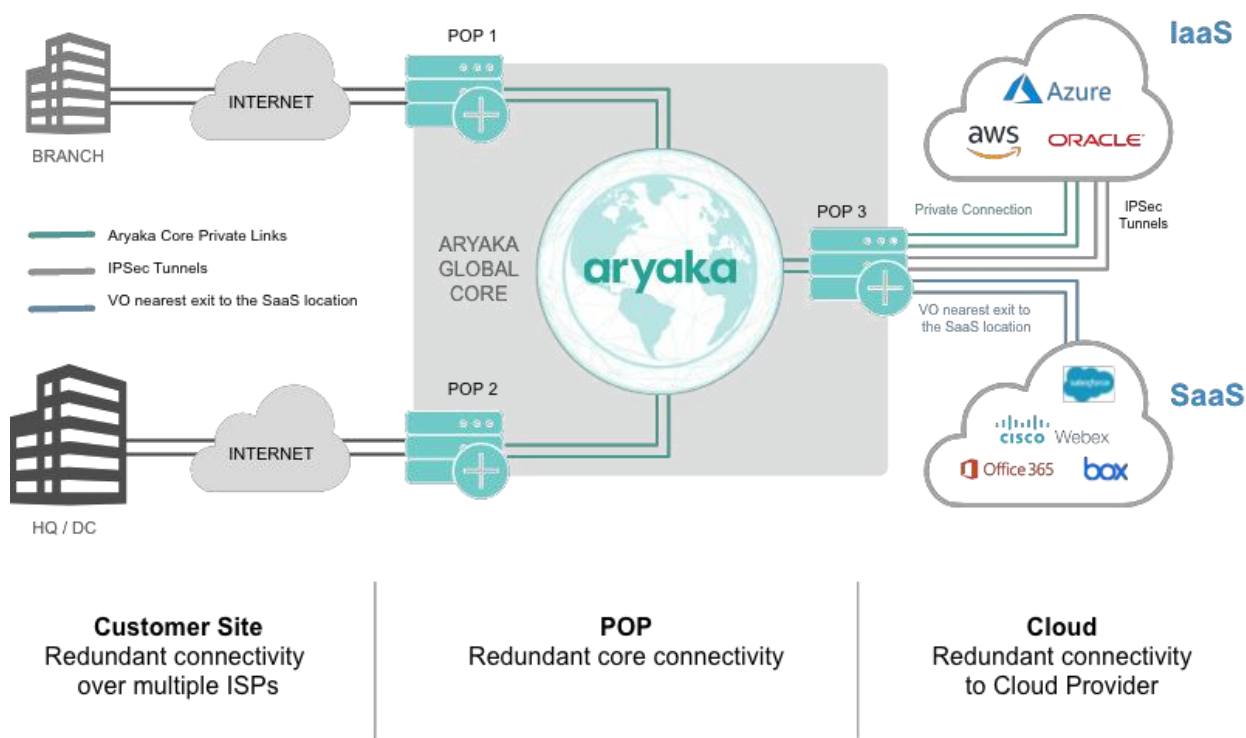 IaaS
POP 1
Azure
INTERNET
aws
ORACLE
BRANCH
Private Connection
IPSec
Tunnels
POP 3
Aryaka Core Private Links
ARYAKA
GLOBAL
CORE
aryaka
IPSec Tunnels
VO nearest exit to the SaaS location
VO nearest exit to
the SaaS location
POP 2
salesforce
SaaS
CISCO Webex
INTERNET
Office 365
box
HQ / DC
Customer Site
Redundant connectivity
over multiple ISPs
POP
Redundant core connectivity
Cloud
Redundant connectivity
to Cloud Provider